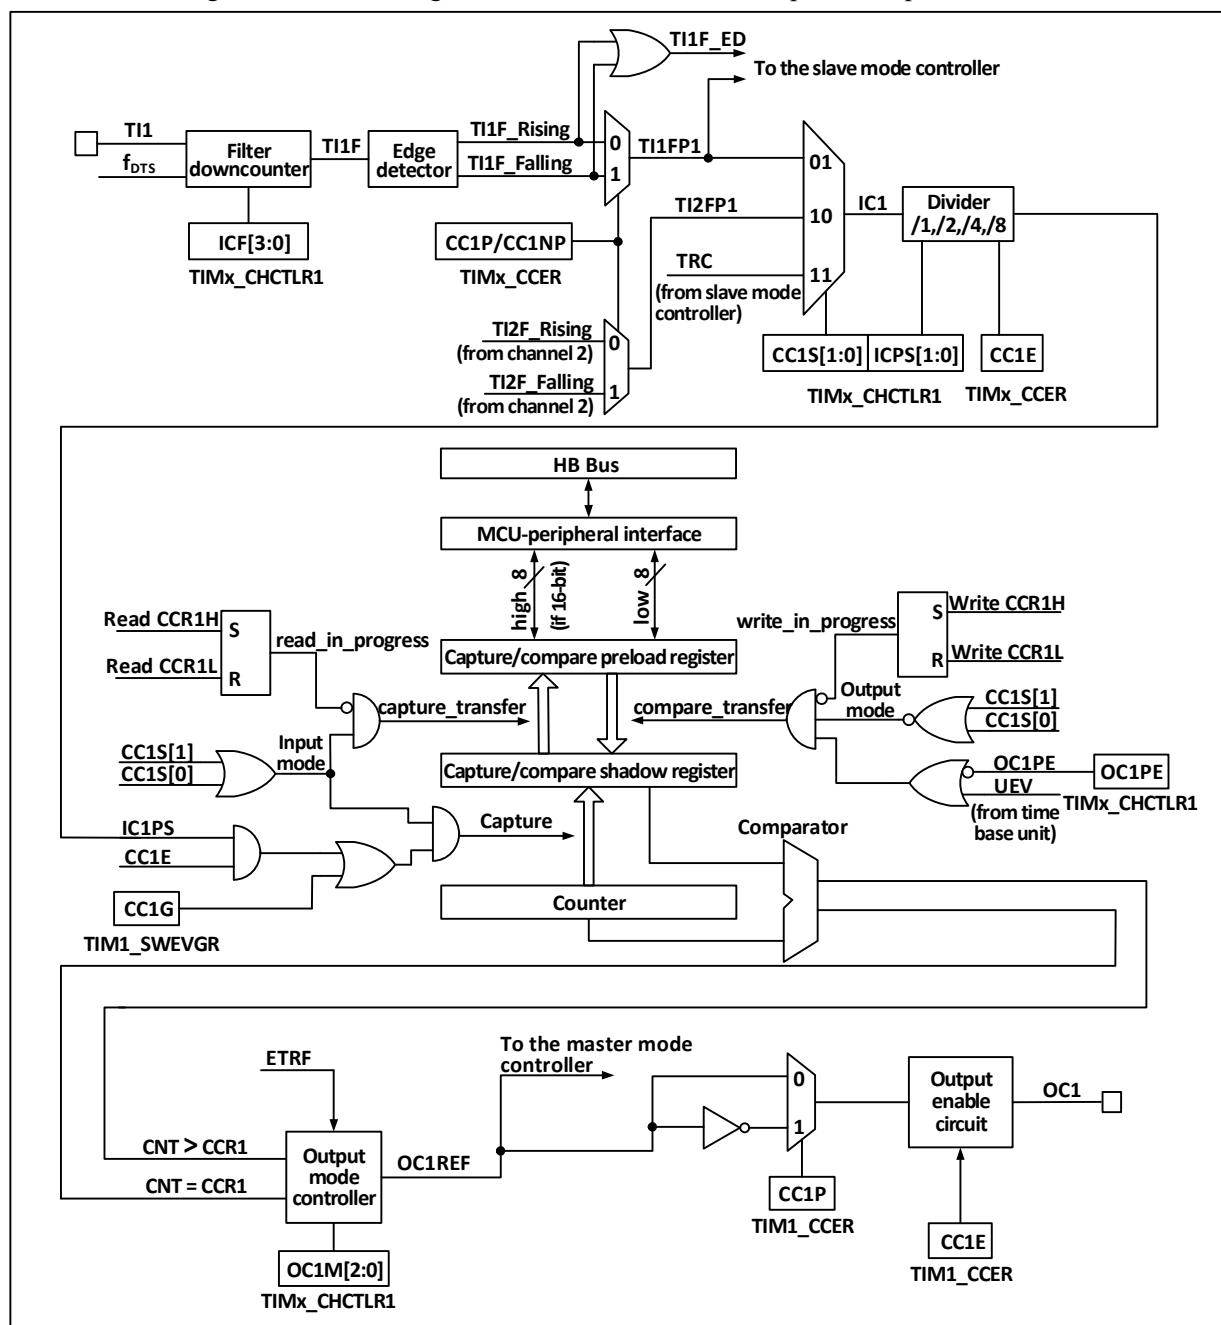 TI1F_ED
To the slave mode controller
TI1
fDTS
Filter
downcounter
TI1F
Edge
detector
TI1F_Rising
TI1F_Falling
0
1
TI1FP1
TI2FP1
TRC
(from slave mode
controller)
01
10
11
IC1
Divider
/1,/2,/4,/8
ICF[3:0]
TIMx_CHCTLR1
CC1P/CC1NP
TIMx_CCER
TI2F_Rising
(from channel 2)
TI2F_Falling
(from channel 2)
0
1
CC1S[1:0]
ICPS[1:0]
TIMx_CHCTLR1
CC1E
TIMx_CCER
HB Bus
MCU-peripheral interface
high
8
(if 16-bit)
low
8
Read CCR1H
Read CCR1L
S
R
read_in_progress
Capture/compare preload register
write_in_progress
S
R
Write CCR1H
Write CCR1L
capture_transfer
compare_transfer
Output
mode
CC1S[1]
CC1S[0]
CC1S[1]
CC1S[0]
Input
mode
Capture/compare shadow register
OC1PE
UEV
(from time
base unit)
OC1PE
TIMx_CHCTLR1
IC1PS
CC1E
Capture
Comparator
CC1G
TIM1_SWEVGR
Counter
ETRF
To the master mode
controller
CNT > CCR1
CNT = CCR1
Output
mode
controller
OC1REF
0
1
Output
enable
circuit
OC1
CC1P
TIM1_CCER
CC1E
TIM1_CCER
OC1M[2:0]
TIMx_CHCTLR1